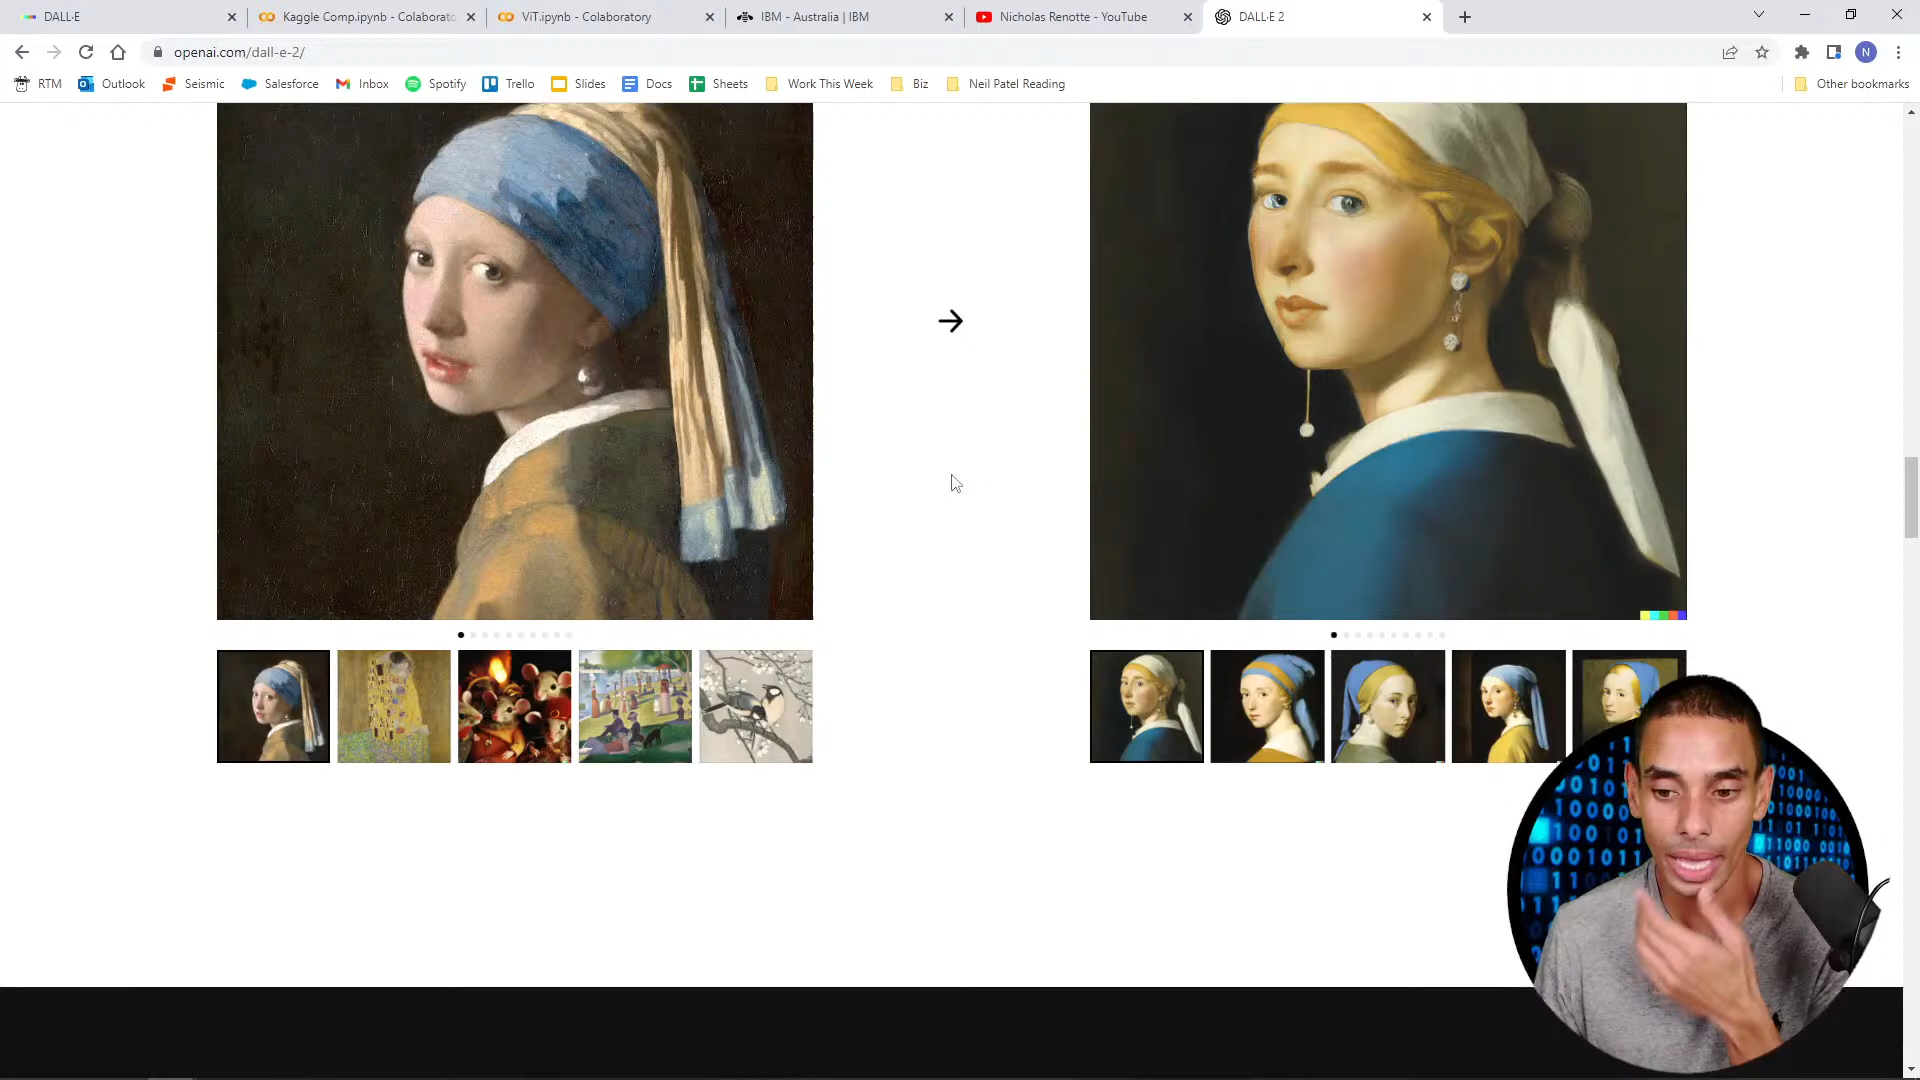 DALL·E
Kaggle Comp.ipynb - Colaborato
ViT.ipynb - Colaboratory
IBM - Australia | IBM
Nicholas Renotte - YouTube
DALL·E 2
openai.com/dall-e-2/
N
RTM
Outlook
Seismic
Salesforce
Inbox
Spotify
Trello
Slides
Docs
Sheets
Work This Week
Biz
Neil Patel Reading
Other bookmarks